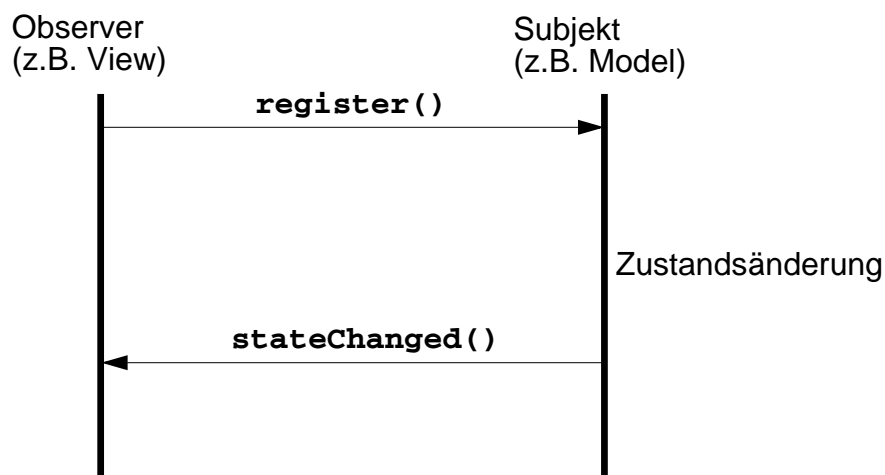 Observer
(z.B. View)
Subjekt
(z.B. Model)
register()
Zustandsänderung
stateChanged()